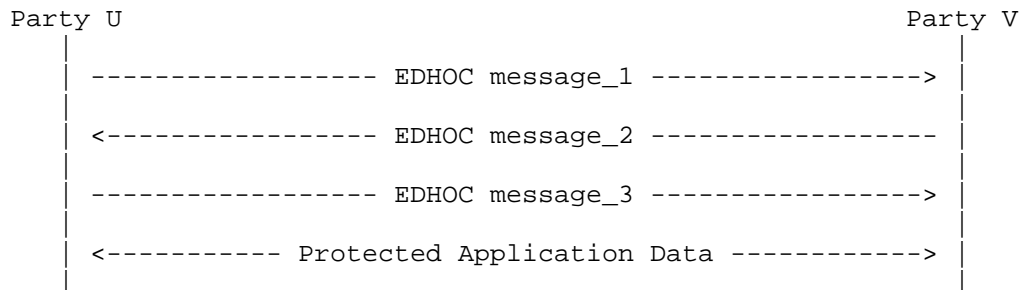 Party U Party V
------------------ EDHOC message_1 ----------------->
<----------------- EDHOC message_2 ------------------
------------------ EDHOC message_3 ----------------->
<----------- Protected Application Data ------------>